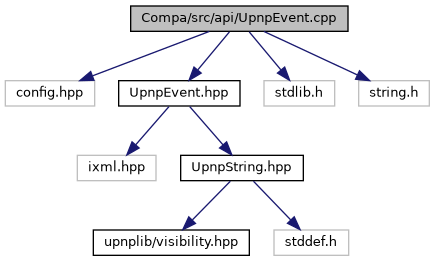 Compa/src/api/UpnpEvent.cpp
config.hpp
UpnpEvent.hpp
stdlib.h
string.h
ixml.hpp
UpnpString.hpp
upnplib/visibility.hpp
stddef.h